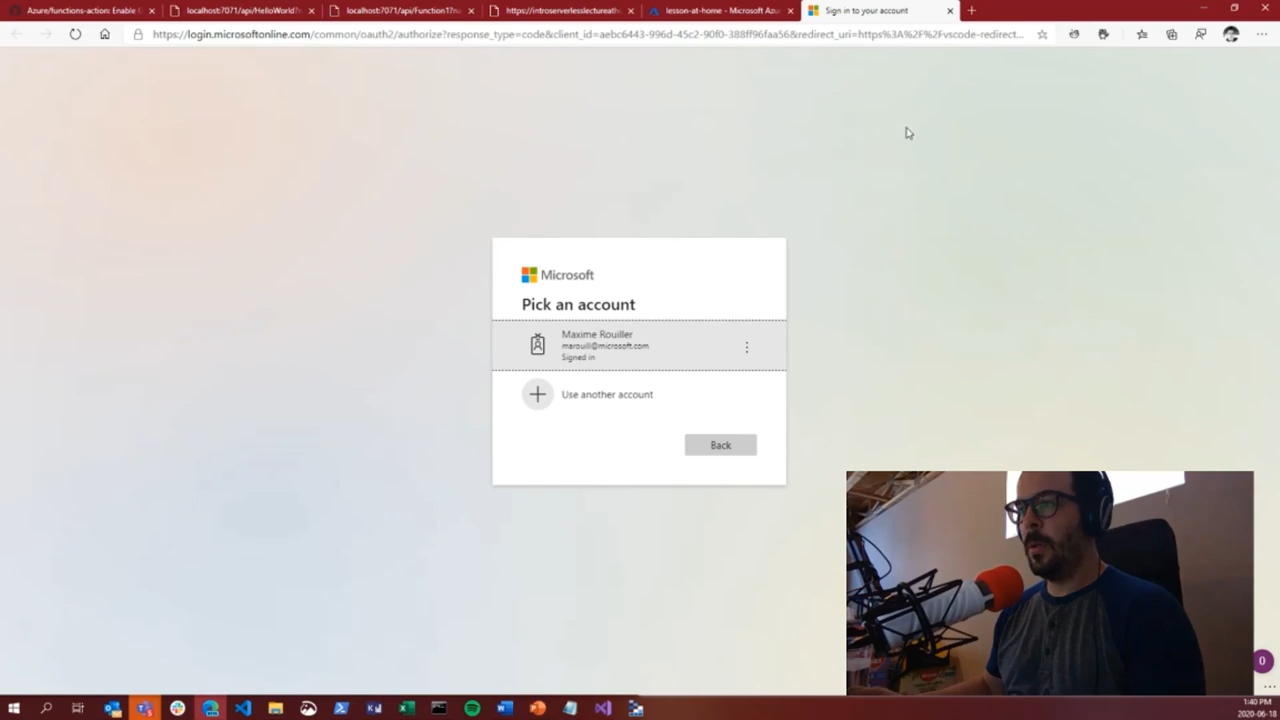 Azure/functions-action: Enable
localhost:7071/api/HelloWorld?
localhost:7071/api/Function1?na
https://introserverlesslectureath
lesson-at-home - Microsoft Azu
Sign in to your account
https://login.microsoftonline.com/common/oauth2/authorize?response_type=code&client_id=aebc6443-996d-45c2-90f0-388ff96faa56&redirect_uri=https%3A%2F%2Fvscode-redirect...
Microsoft
Pick an account
Maxime Rouiller
marouill@microsoft.com
Signed in
Use another account
Back
0
1:40 PM
2020-06-18